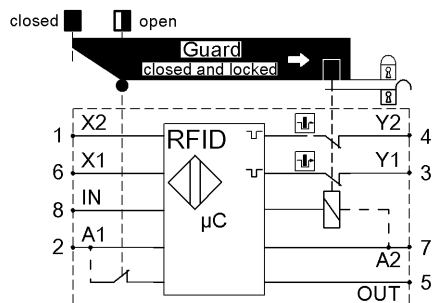 closed open
Guard
closed and locked
1 X2 RFID Y2 4
6 X1 Y1 3
8 IN µC
2 A1 A2 7
OUT 5